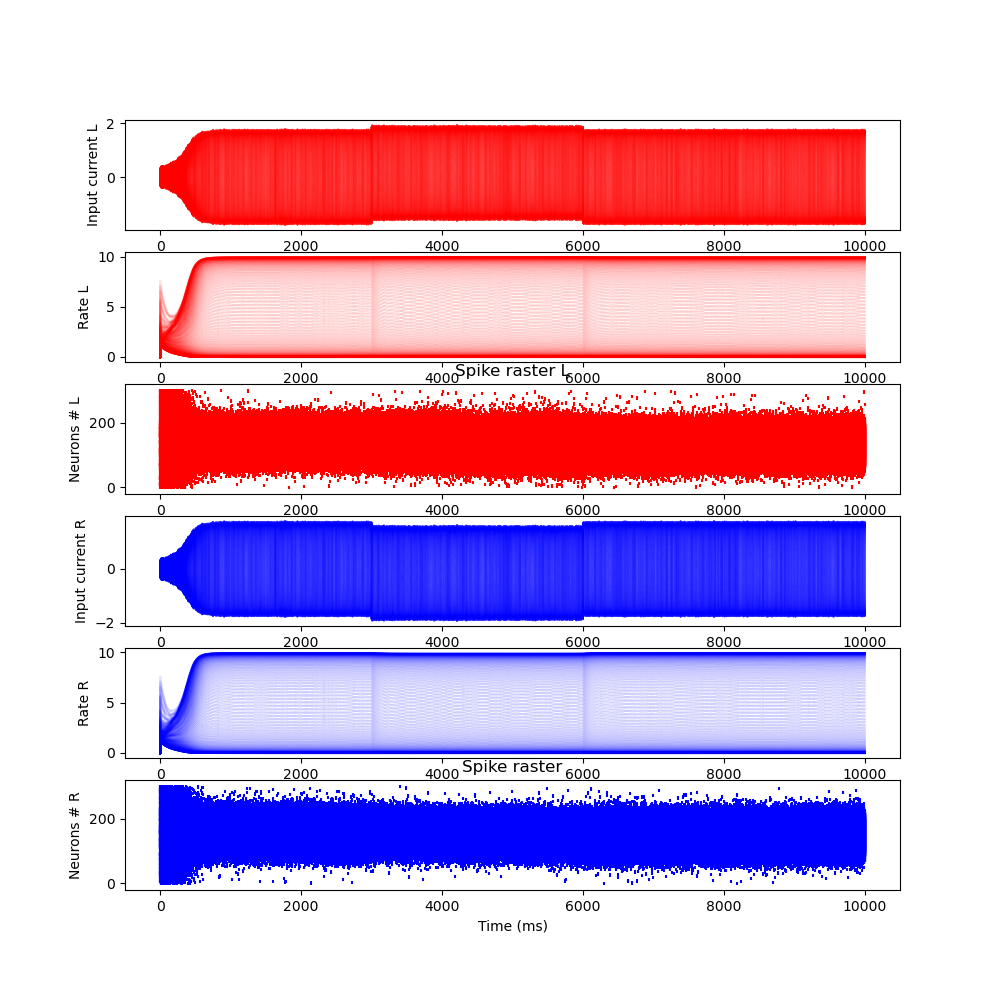 Input current L
2
0
0 2000 4000 6000 8000 10000
Rate L
10
5
0
0 2000 4000 6000 8000 10000
Spike raster L
Neurons # L
200
0
0 2000 4000 6000 8000 10000
Input current R
0
−2
0 2000 4000 6000 8000 10000
Rate R
10
5
0
0 2000 4000 6000 8000 10000
Spike raster
Neurons # R
200
0
0 2000 4000 6000 8000 10000
Time (ms)